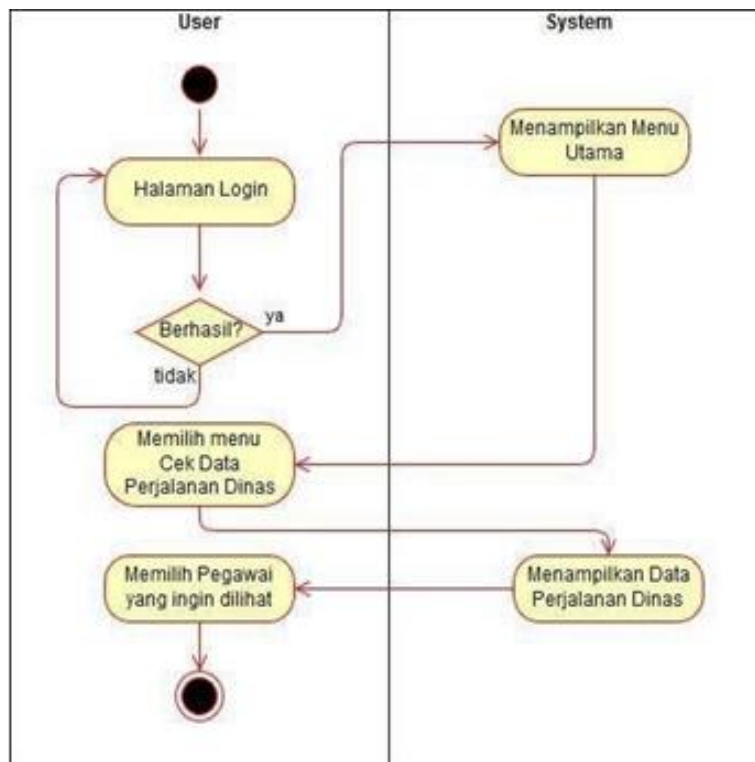 User
System
Halaman Login
Menampilkan Menu
Utama
Berhasil?
ya
tidak
Memilih menu
Cek Data
Perjalanan Dinas
Menampilkan Data
Perjalanan Dinas
Memilih Pegawai
yang ingin dilihat